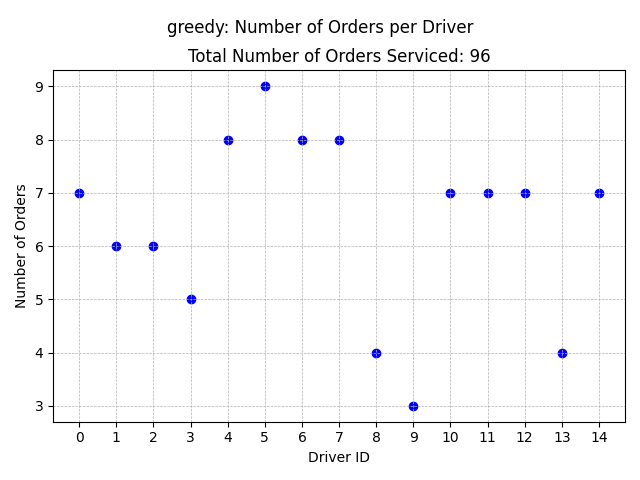 greedy: Number of Orders per Driver
Total Number of Orders Serviced: 96
9
8
7
6
5
4
3
Number of Orders
0 1 2 3 4 5 6 7 8 9 10 11 12 13 14
Driver ID